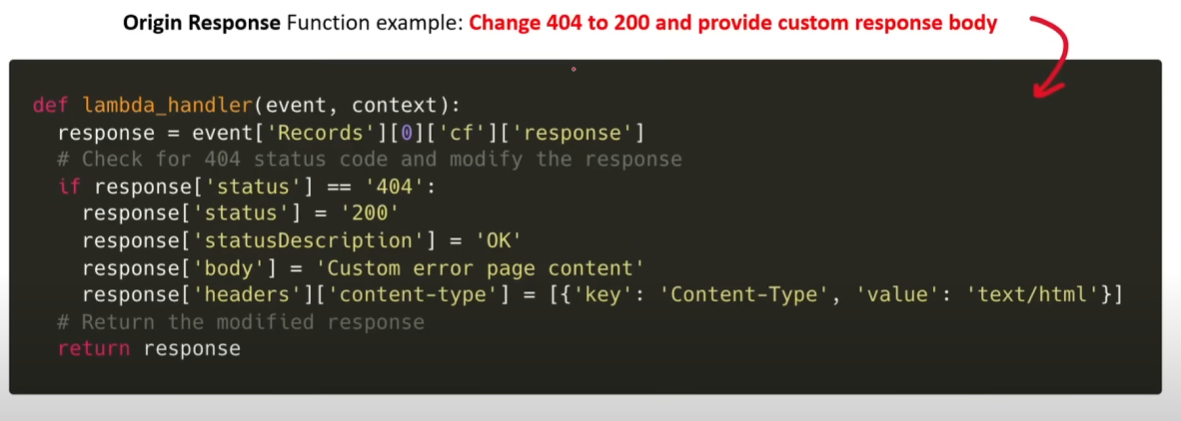 Origin Response Function example: Change 404 to 200 and provide custom response body
def lambda_handler(event, context):
  response = event['Records'][0]['cf']['response']
  # Check for 404 status code and modify the response
  if response['status'] == '404':
    response['status'] = '200'
    response['statusDescription'] = 'OK'
    response['body'] = 'Custom error page content'
    response['headers']['content-type'] = [{'key': 'Content-Type', 'value': 'text/html'}]
  # Return the modified response
  return response